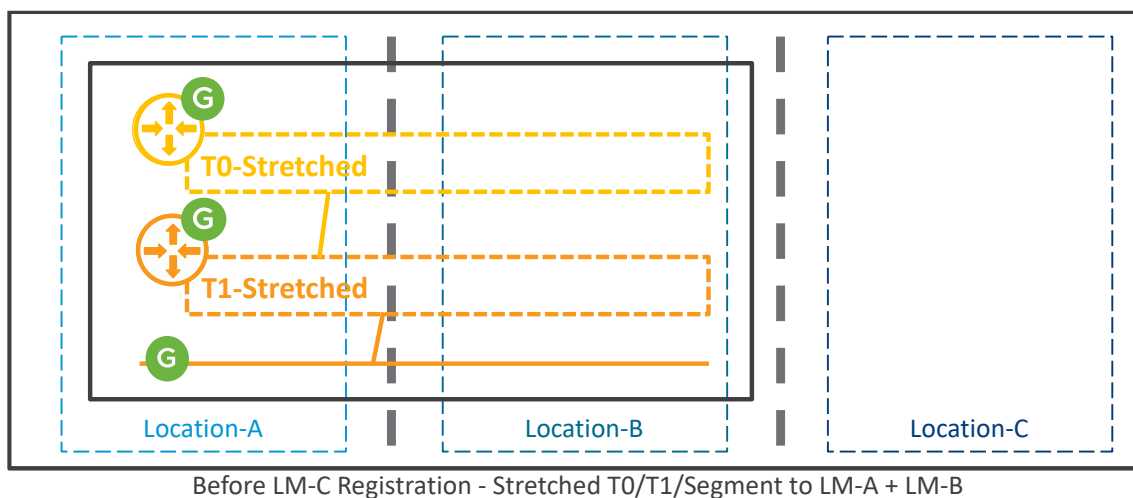 G
T0-Stretched
G
T1-Stretched
G
Location-A
Location-B
Location-C
Before LM-C Registration - Stretched T0/T1/Segment to LM-A + LM-B